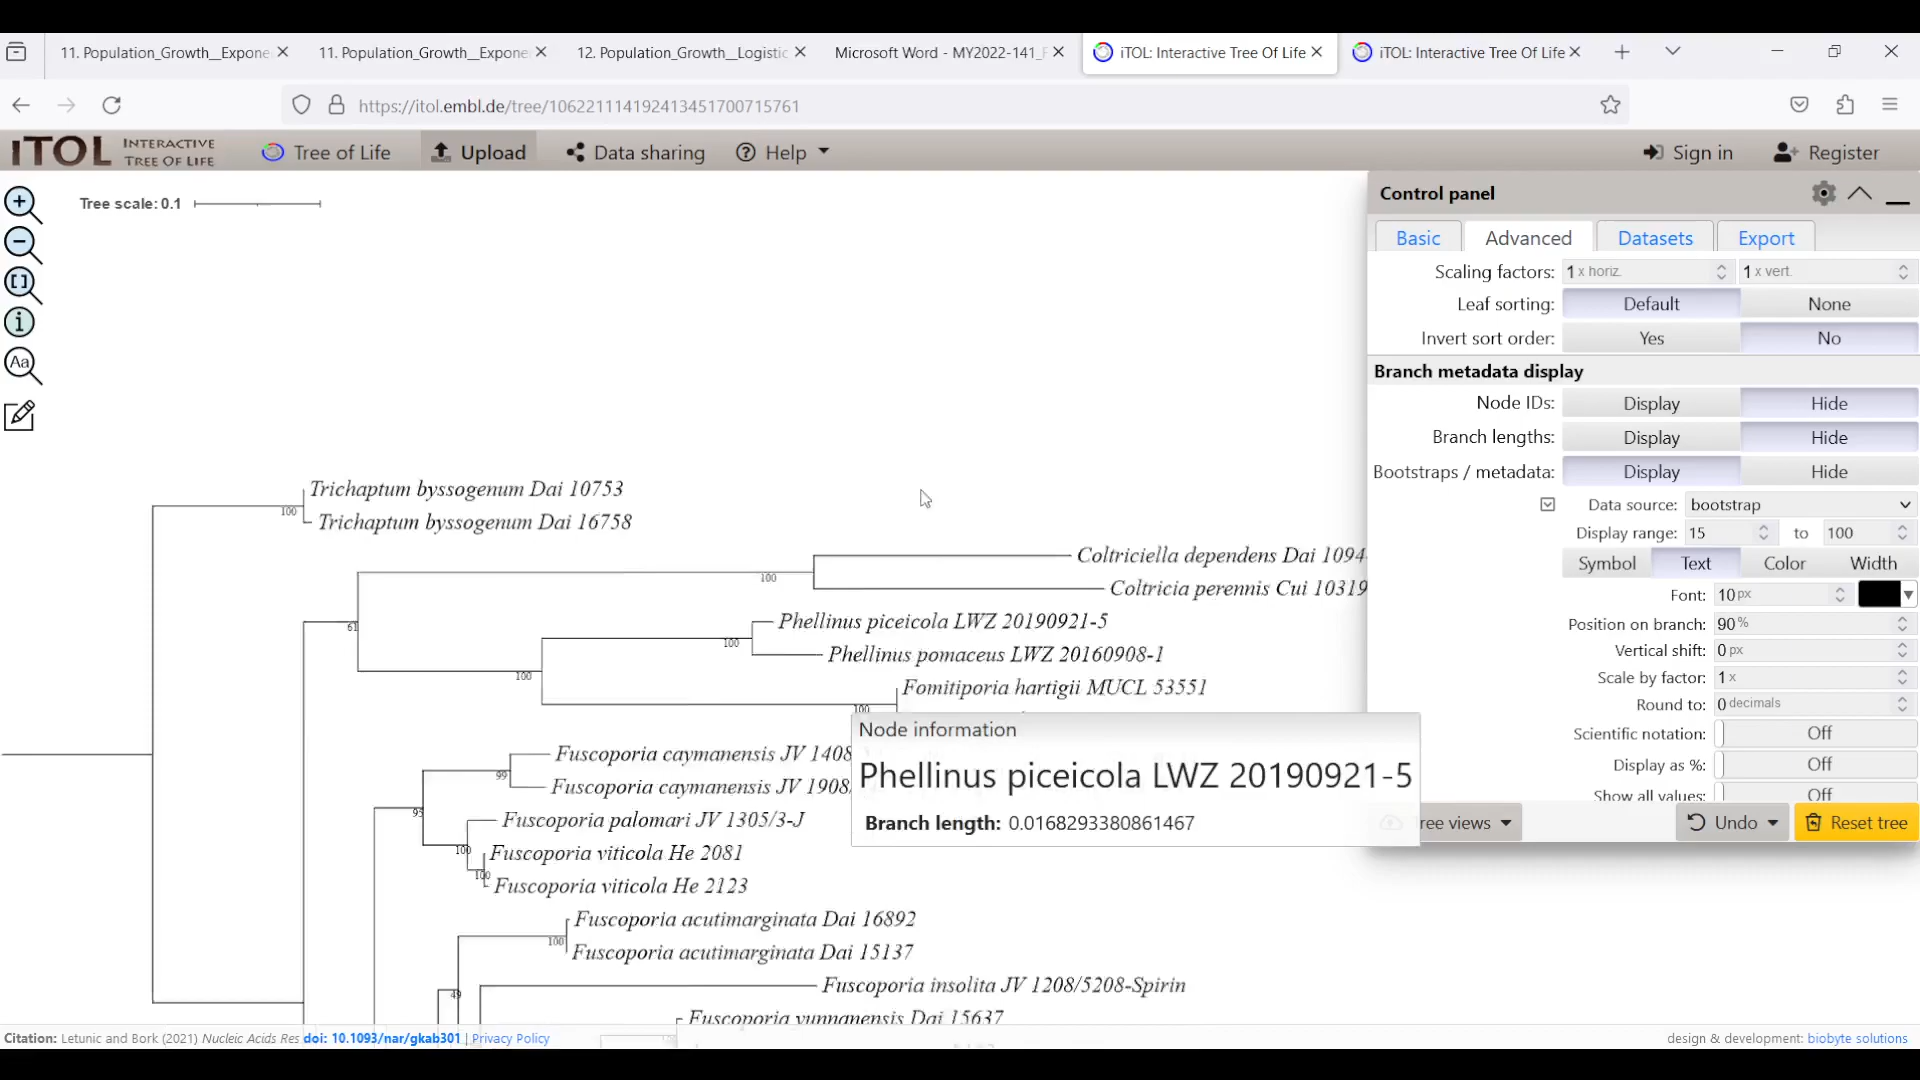 11. Population_Growth__Expone
11. Population_Growth__Expone
12. Population_Growth__Logistic
Microsoft Word - MY2022-141_
iTOL: Interactive Tree Of Life
iTOL: Interactive Tree Of Life
https://itol.embl.de/tree/106221114192413451700715761
iTOL INTERACTIVE TREE OF LIFE
Tree of Life
Upload
Data sharing
Help
Sign in
Register
Tree scale: 0.1
Aa
Control panel
Basic
Advanced
Datasets
Export
Scaling factors: 1 x horiz. 1 x vert.
Leaf sorting: Default None
Invert sort order: Yes No
Branch metadata display
Node IDs: Display Hide
Branch lengths: Display Hide
Bootstraps / metadata: Display Hide
Data source: bootstrap
Display range: 15 to 100
Symbol Text Color Width
Font: 10 px
Position on branch: 90 %
Vertical shift: 0 px
Scale by factor: 1 x
Round to: 0 decimals
Scientific notation: Off
Display as %: Off
Show all values: Off
Tree views
Undo
Reset tree
Trichaptum byssogenum Dai 10753
100
Trichaptum byssogenum Dai 16758
Coltriciella dependens Dai 1094
100
Coltricia perennis Cui 10319
Phellinus piceicola LWZ 20190921-5
61
100
Phellinus pomaceus LWZ 20160908-1
100
Fomitiporia hartigii MUCL 53551
100
Node information
Phellinus piceicola LWZ 20190921-5
Branch length: 0.0168293380861467
Fuscoporia caymanensis JV 1408
99
Fuscoporia caymanensis JV 1908
95
Fuscoporia palomari JV 1305/3-J
100
Fuscoporia viticola He 2081
100
Fuscoporia viticola He 2123
Fuscoporia acutimarginata Dai 16892
100
Fuscoporia acutimarginata Dai 15137
Fuscoporia insolita JV 1208/5208-Spirin
49
Fuscoporia yunnanensis Dai 15637
Citation: Letunic and Bork (2021) Nucleic Acids Res doi: 10.1093/nar/gkab301 | Privacy Policy
design & development: biobyte solutions